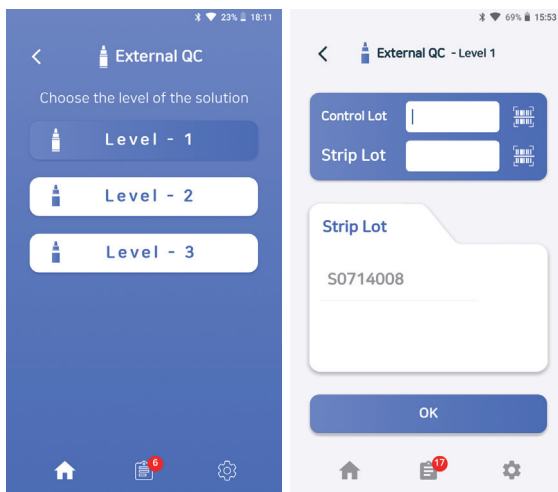 23% 18:11
External QC
Choose the level of the solution
Level - 1
Level - 2
Level - 3
6
69% 15:53
External QC - Level 1
Control Lot
Strip Lot
Strip Lot
S0714008
OK
17